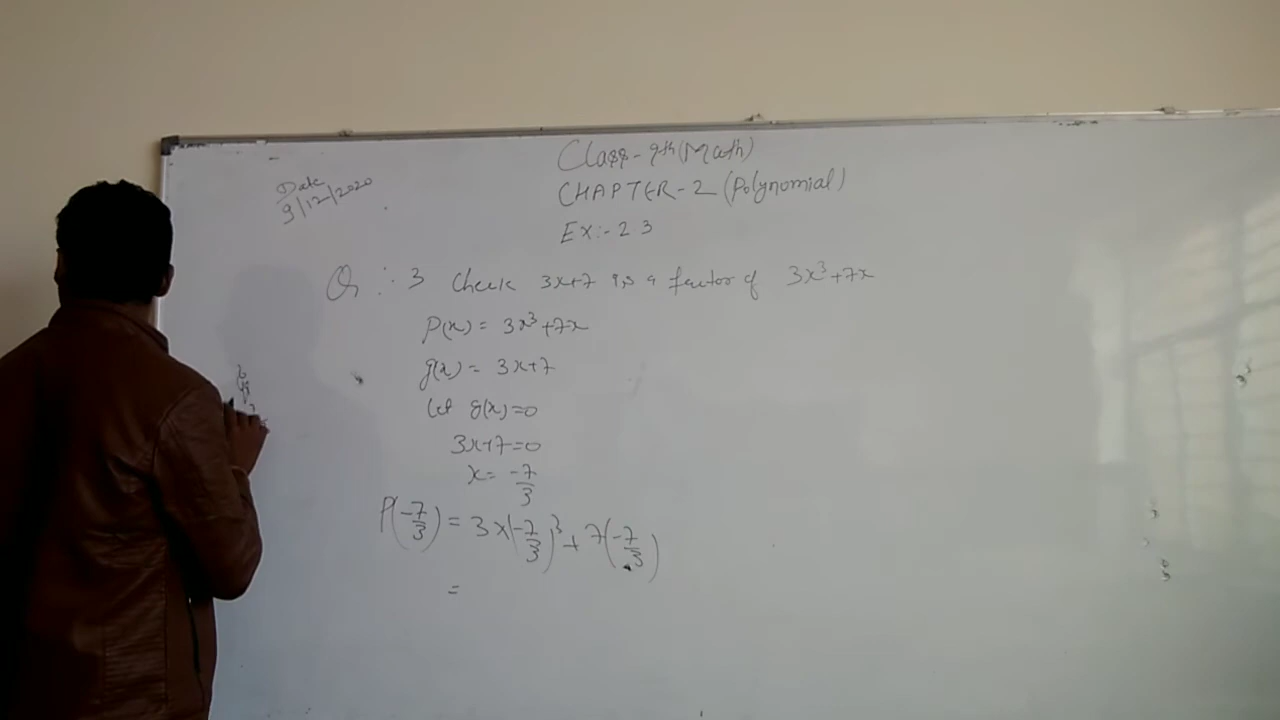 Class-9th(Math)
Date
9/12/2020
CHAPTER-2 (Polynomial)
Ex:-2 3
Q :· 3 Check 3x+7 is a factor of 3x³+7x
P(x) = 3x³+7x
g(x) = 3x+7
let g(x)=0
3x+7=0
x= -7/3
P(-7/3) = 3×(-7/3)³ + 7(-7/3)
=